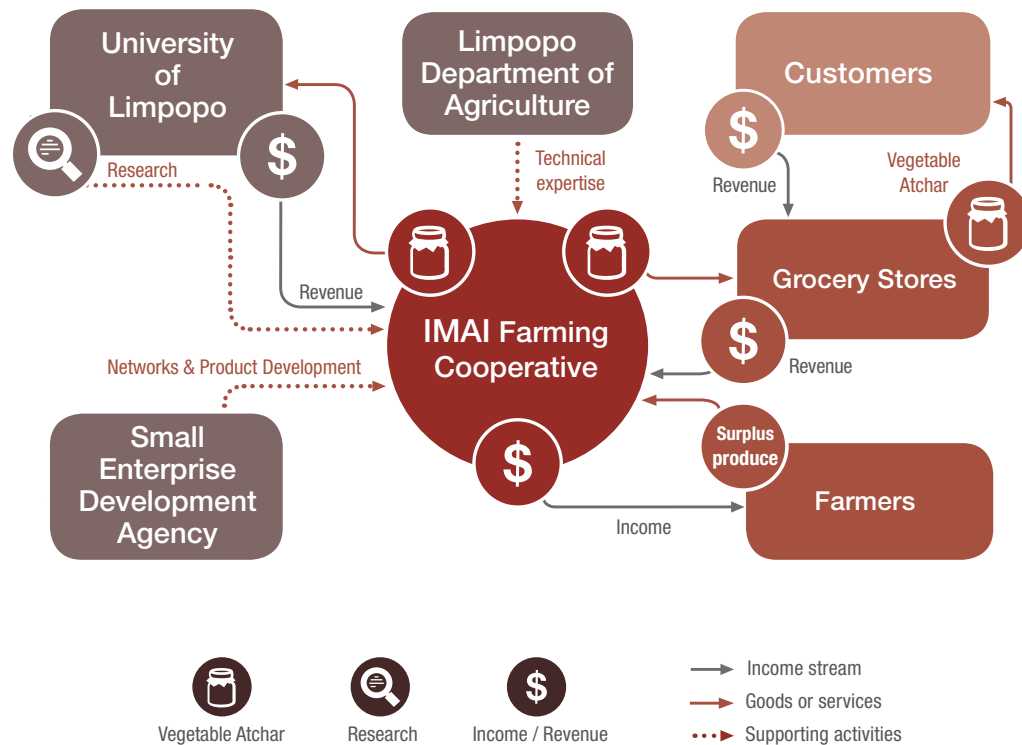 University
of
Limpopo
Limpopo
Department of
Agriculture
Customers
$
$
Research
Technical
expertise
Revenue
Vegetable
Atchar
Revenue
Grocery Stores
IMAI Farming
Cooperative
$
Revenue
Networks & Product Development
Small
Enterprise
Development
Agency
$
Surplus
produce
Farmers
Income
$
Vegetable Atchar
Research
Income / Revenue
Income stream
Goods or services
Supporting activities